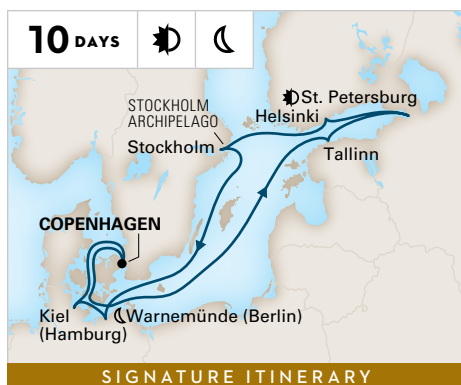 10 DAYS
STOCKHOLM
ARCHIPELAGO
St. Petersburg
Helsinki
Stockholm
Tallinn
COPENHAGEN
Kiel
(Hamburg)
Warnemünde (Berlin)
SIGNATURE ITINERARY